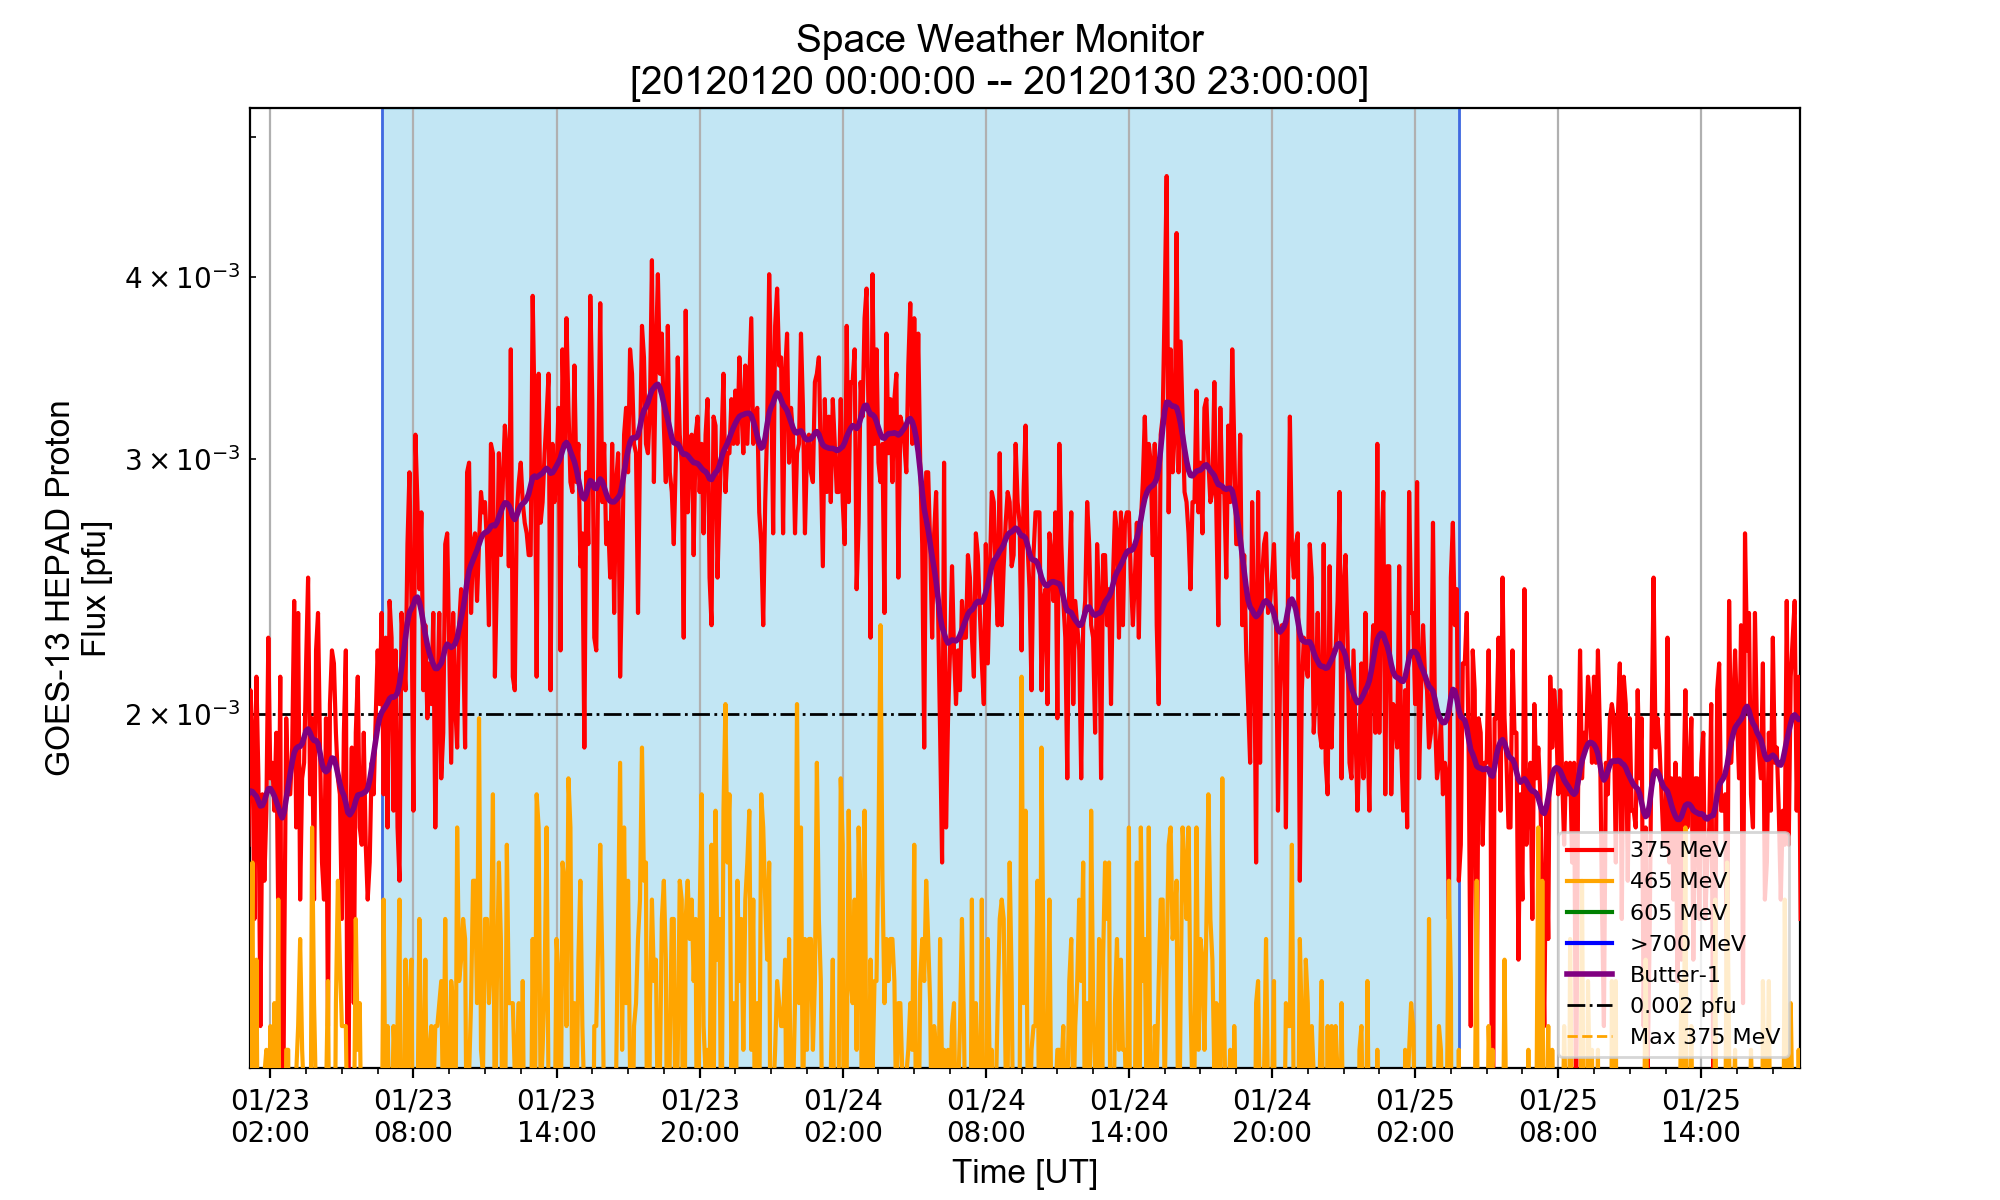 Space Weather Monitor
[20120120 00:00:00 -- 20120130 23:00:00]
GOES-13 HEPAD Proton
Flux [pfu]
4 × 10⁻³
3 × 10⁻³
2 × 10⁻³
375 MeV
465 MeV
605 MeV
>700 MeV
Butter-1
0.002 pfu
Max 375 MeV
01/23 01/23 01/23 01/23 01/24 01/24 01/24 01/24 01/25 01/25 01/25
02:00 08:00 14:00 20:00 02:00 08:00 14:00 20:00 02:00 08:00 14:00
Time [UT]